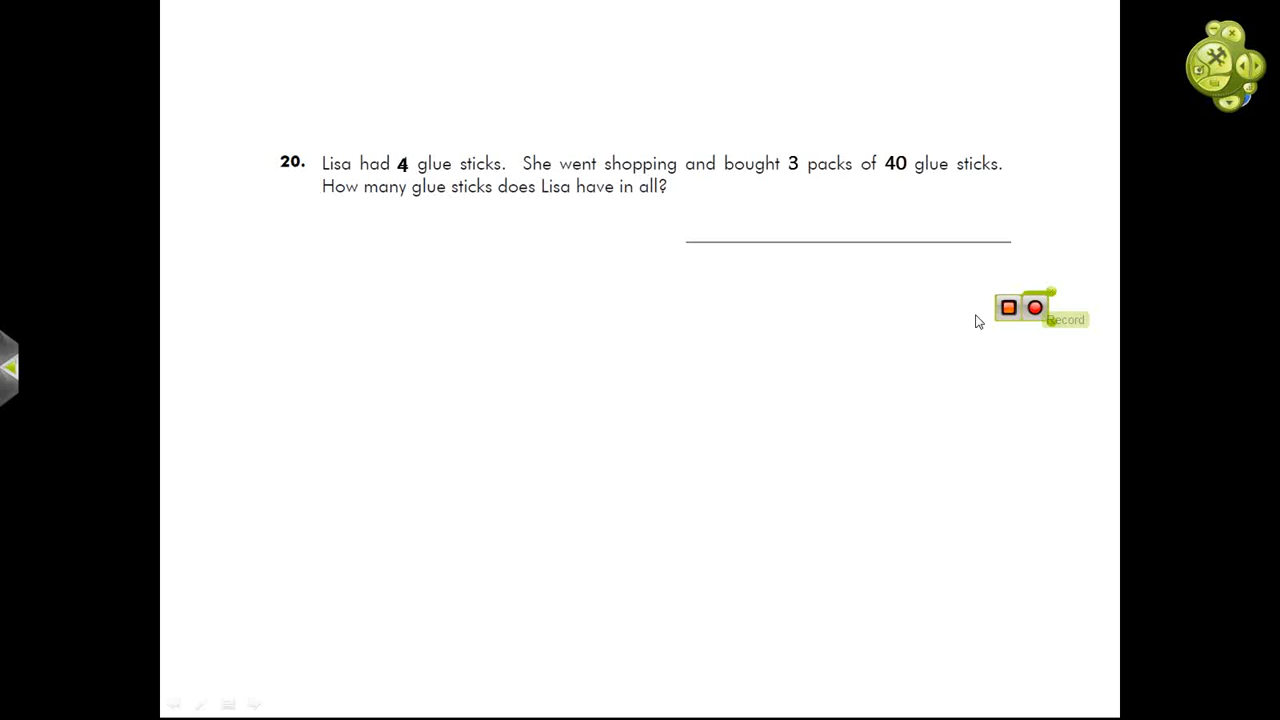 20. Lisa had 4 glue sticks. She went shopping and bought 3 packs of 40 glue sticks.
How many glue sticks does Lisa have in all?
Record